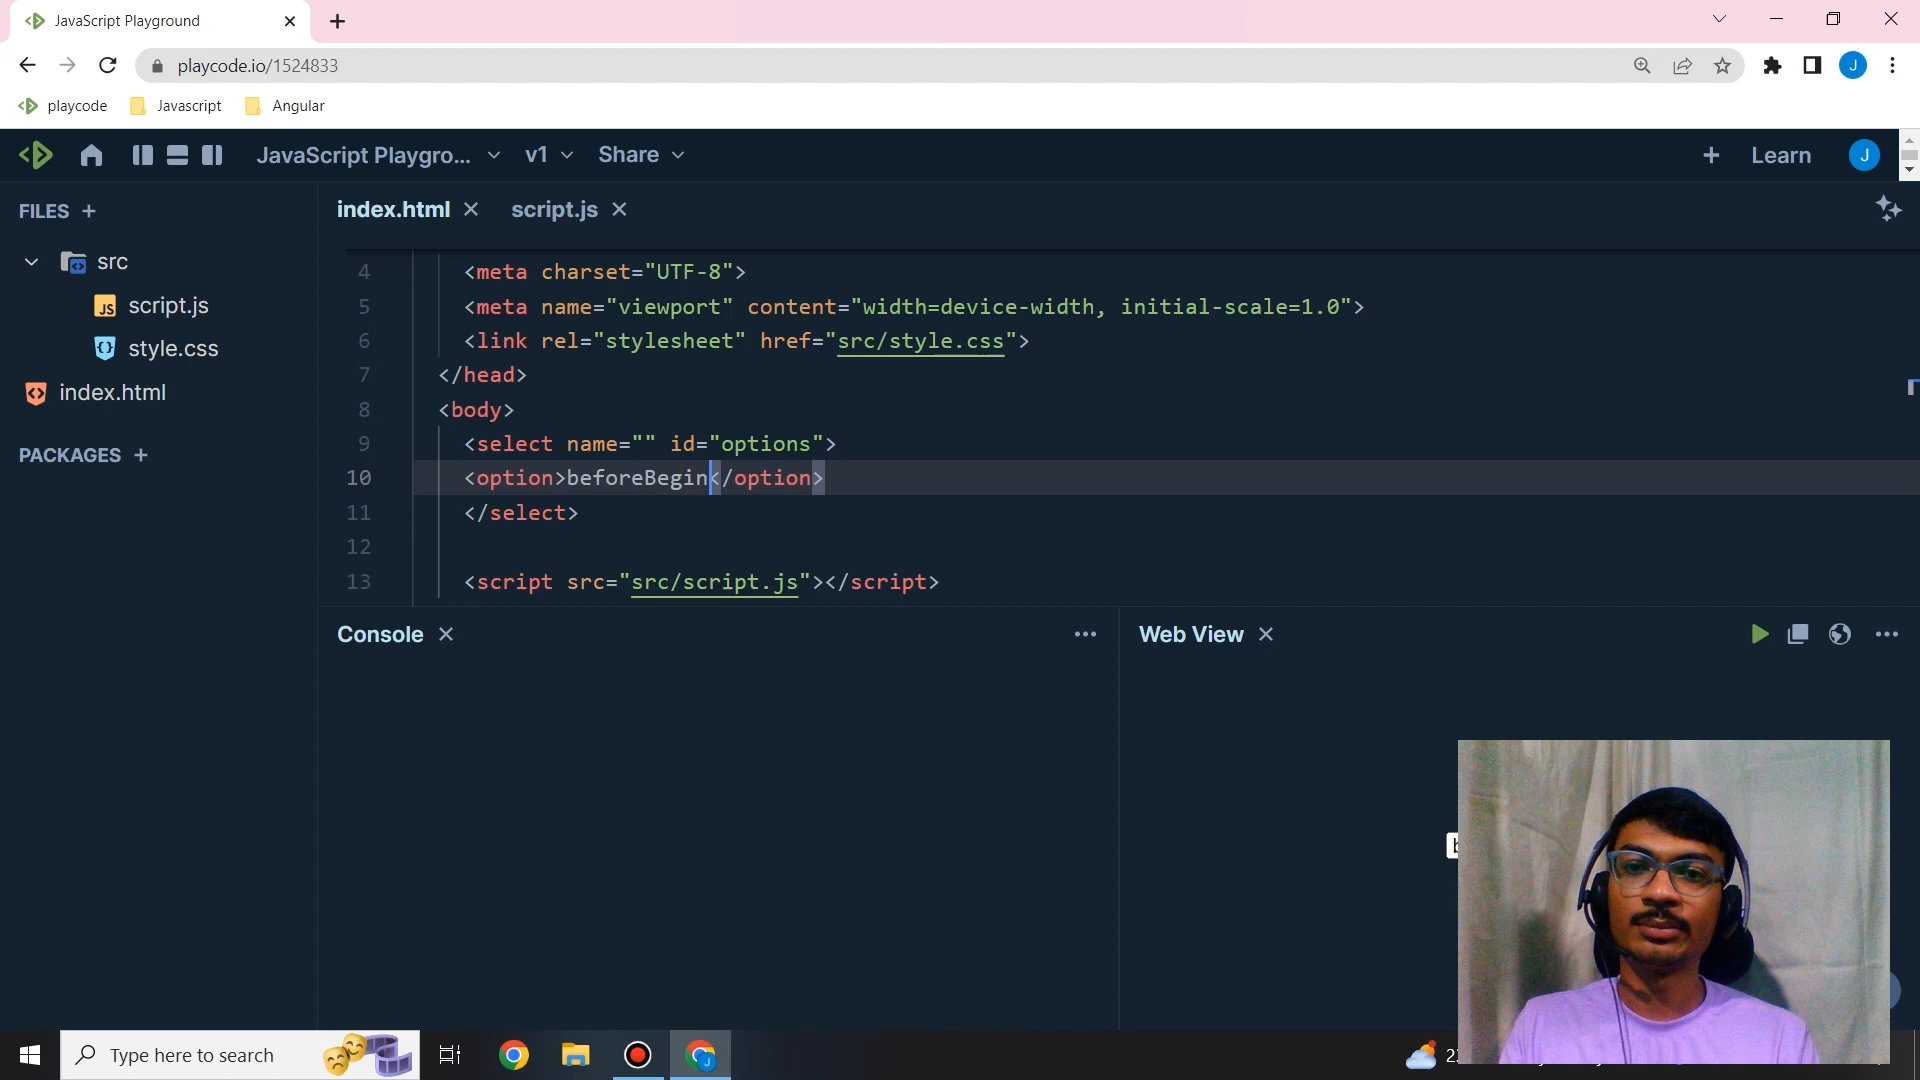 JavaScript Playground
playcode.io/1524833
J
playcode
Javascript
Angular
JavaScript Playgro...
v1
Share
Learn
J
FILES
index.html
script.js
src
script.js
style.css
index.html
PACKAGES
4 <meta charset="UTF-8">
5 <meta name="viewport" content="width=device-width, initial-scale=1.0">
6 <link rel="stylesheet" href="src/style.css">
7 </head>
8 <body>
9 <select name="" id="options">
10 <option>beforeBegin</option>
11 </select>
12
13 <script src="src/script.js"></script>
Console
Web View
Type here to search